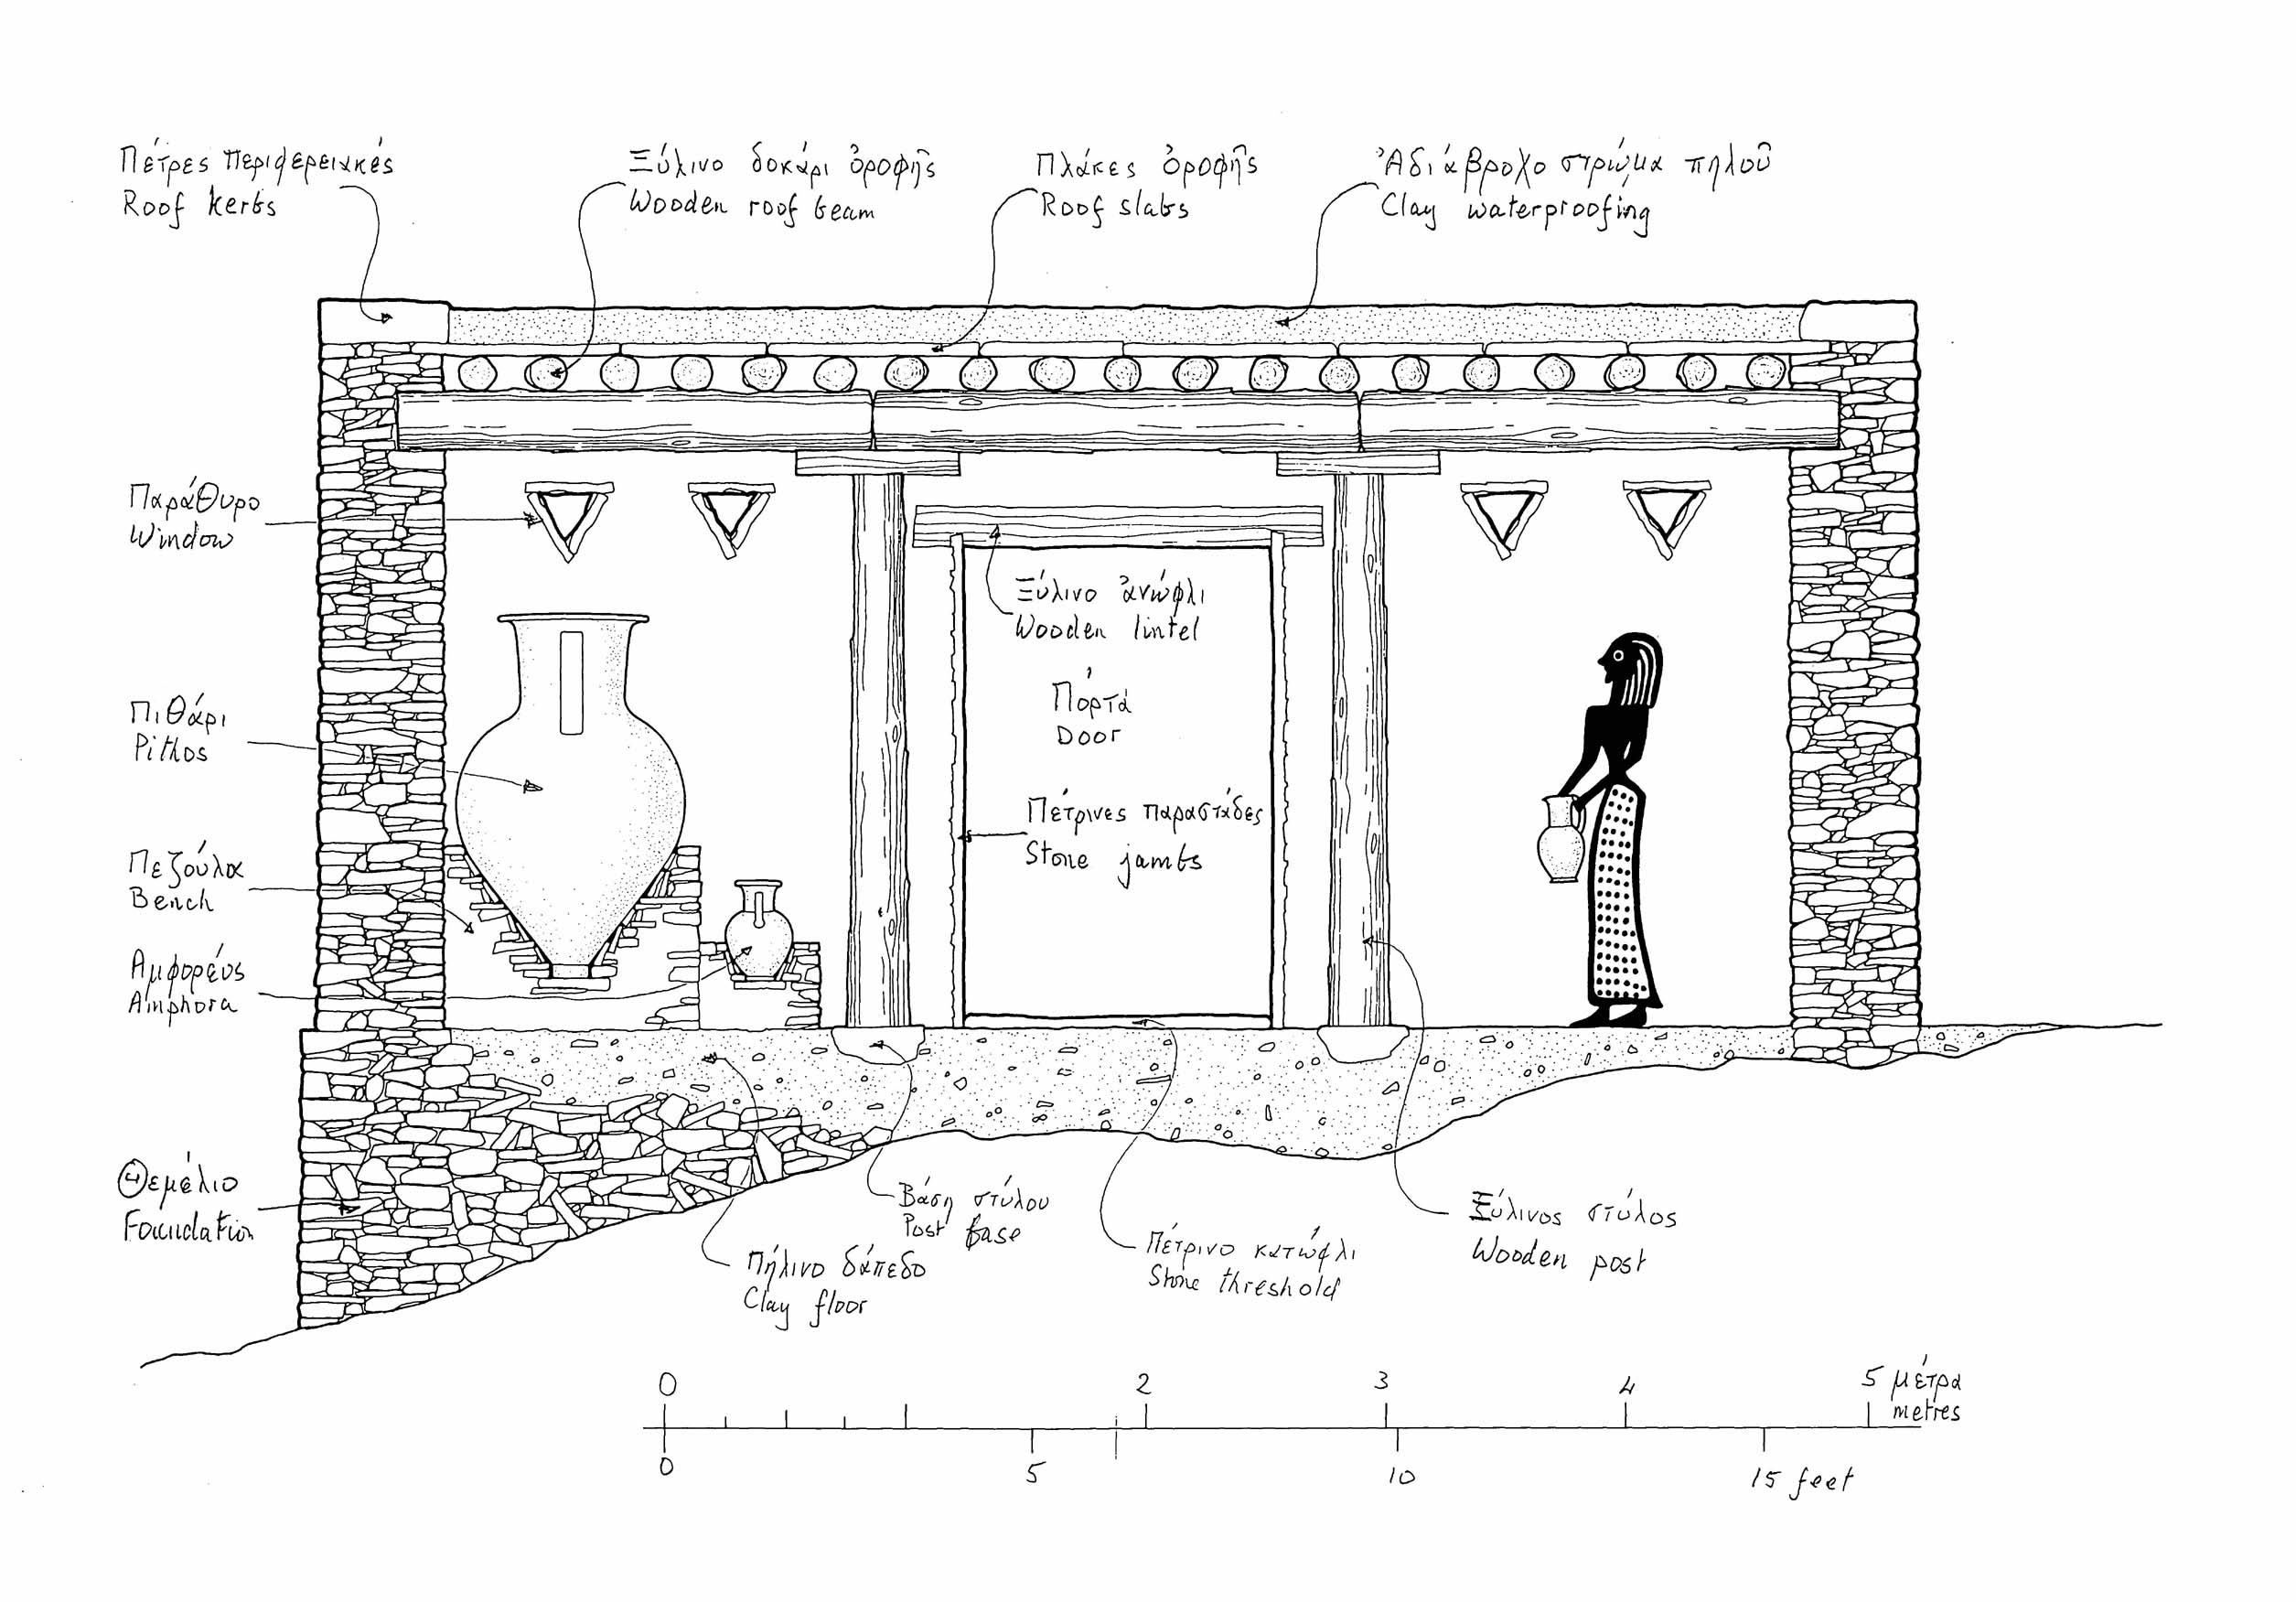 Πέτρες περιφερειακές
Roof kerbs
Ξύλινο δοκάρι ὀροφῆς
Wooden roof beam
Πλάκες ὀροφῆς
Roof slabs
Ἀδιάβροχο στρώμα πηλοῦ
Clay waterproofing
Παράθυρο
Window
Ξύλινο ἀνώφλι
Wooden lintel
Πόρτα
Door
Πιθάρι
Pithos
Πέτρινες παραστάδες
Stone jambs
Πεζούλα
Bench
Αμφορέυς
Amphora
Θεμέλιο
Foundation
Βάση στύλου
Post base
Πήλινο δάπεδο
Clay floor
Πέτρινο κατώφλι
Stone threshold
Ξύλινος στύλος
Wooden post
0 2 3 4 5 μέτρα
metres
0 5 10 15 feet